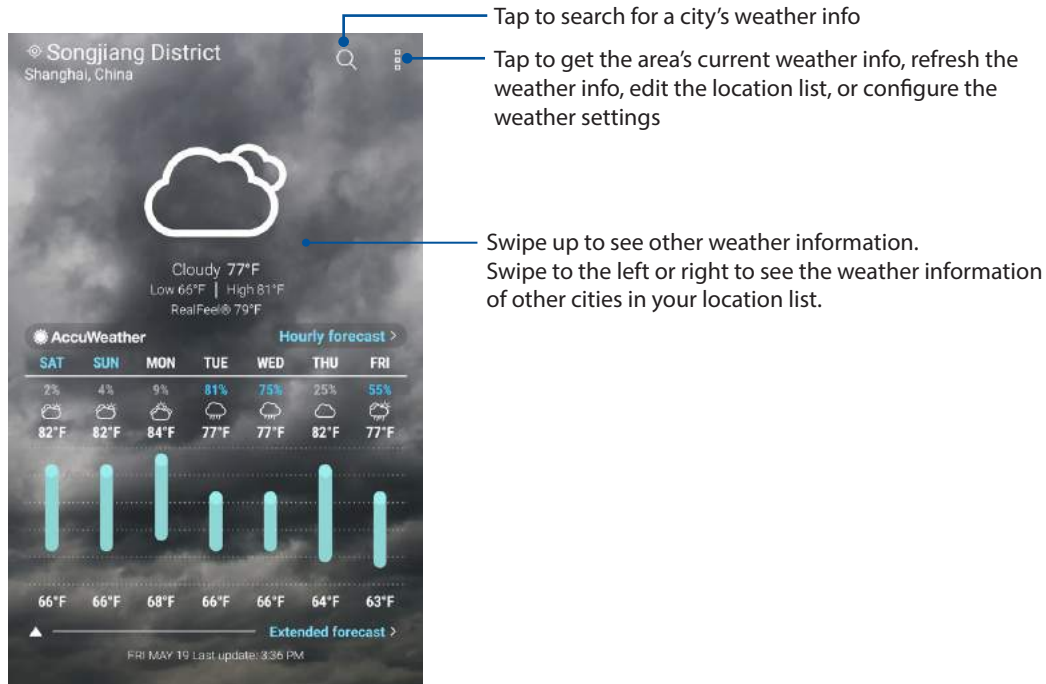 Tap to search for a city’s weather info
Songjiang District
Shanghai, China
Tap to get the area’s current weather info, refresh the
weather info, edit the location list, or configure the
weather settings
Swipe up to see other weather information.
Swipe to the left or right to see the weather information
of other cities in your location list.
Cloudy 77°F
Low 66°F | High 81°F
RealFeel® 79°F
AccuWeather Hourly forecast >
SAT SUN MON TUE WED THU FRI
2% 4% 9% 81% 75% 25% 55%
82°F 82°F 84°F 77°F 77°F 82°F 77°F
66°F 66°F 68°F 66°F 66°F 64°F 63°F
Extended forecast >
FRI MAY 19 Last update: 3:36 PM